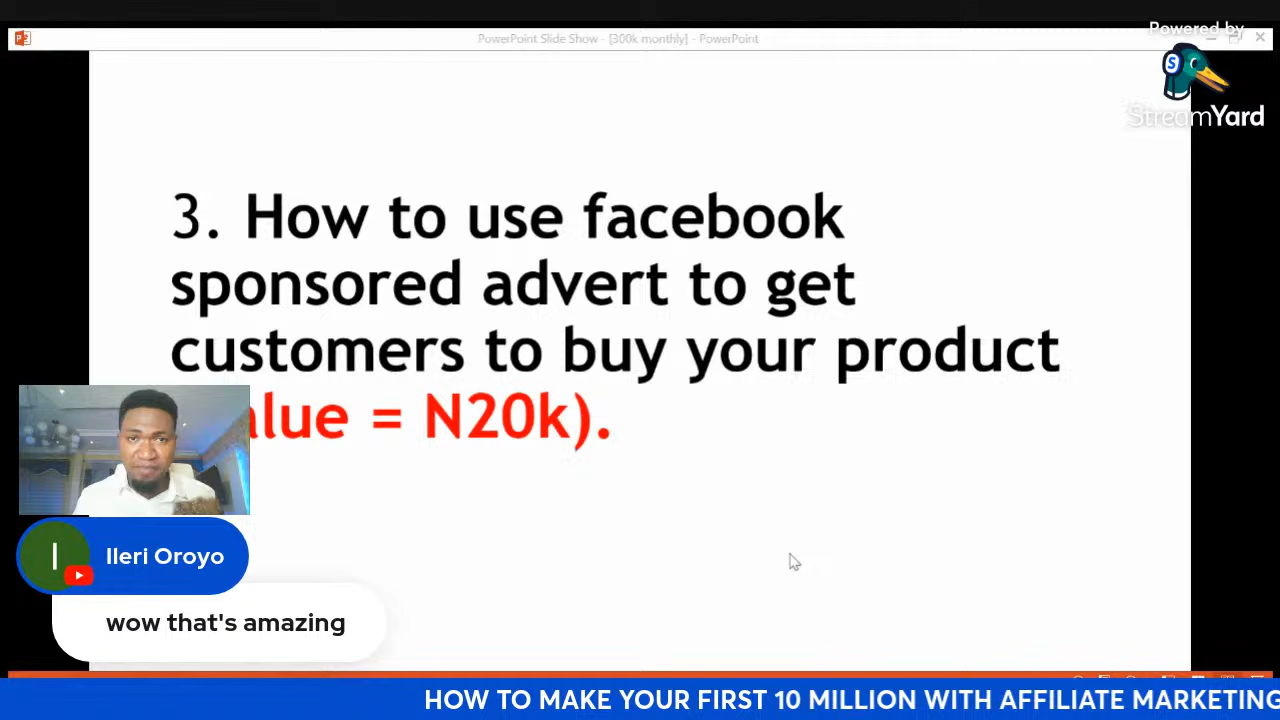 PowerPoint Slide Show - [300k monthly] - PowerPoint
Powered by
StreamYard
3. How to use facebook
sponsored advert to get
customers to buy your product
alue = N20k).
I
Ileri Oroyo
wow that's amazing
HOW TO MAKE YOUR FIRST 10 MILLION WITH AFFILIATE MARKETING